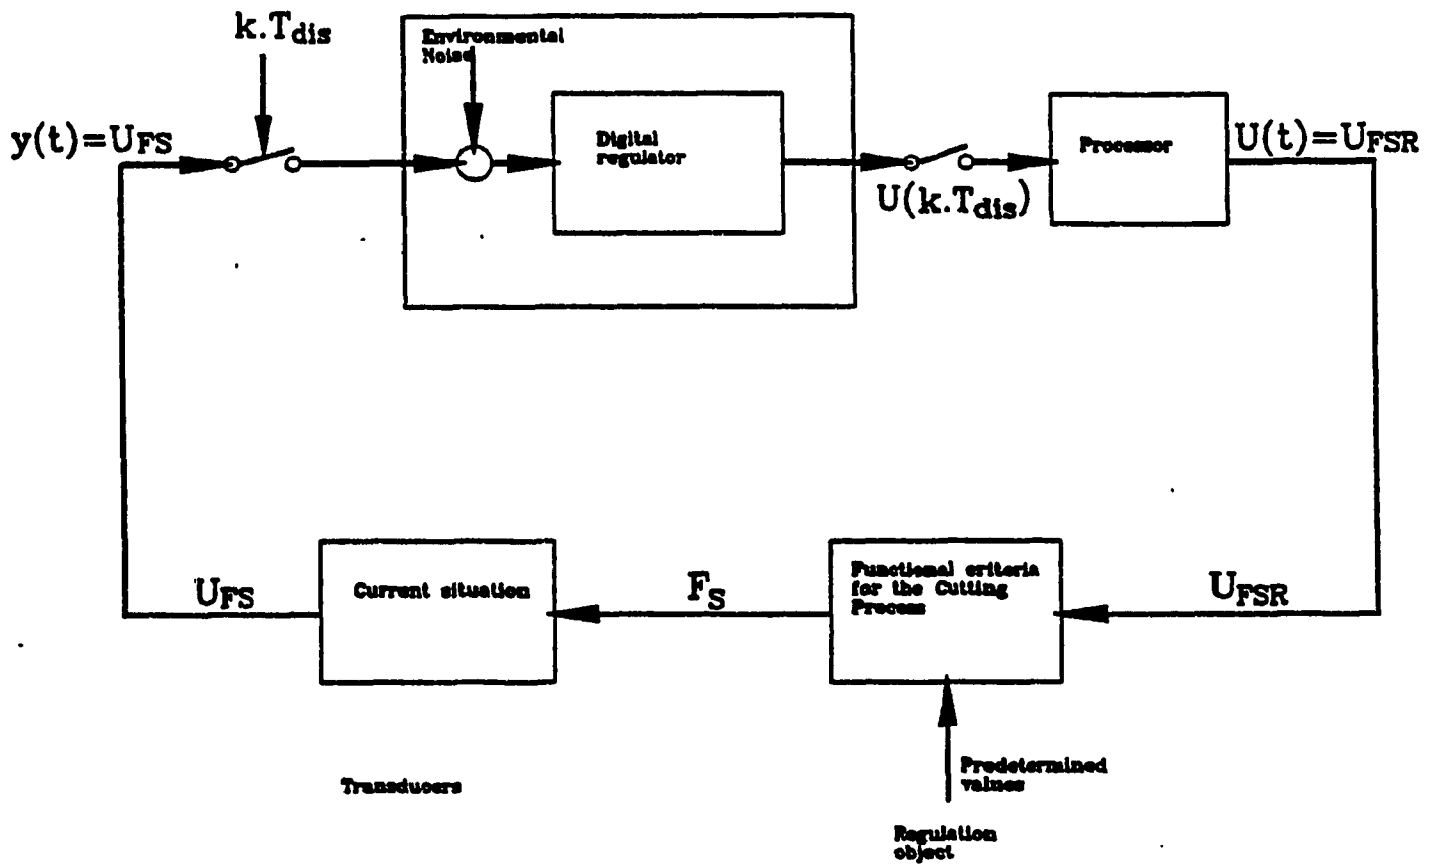 k.Tdis
Environmental
Noise
y(t)=UFS
Digital
regulator
Processor
U(t)=UFSR
U(k.Tdis)
UFS
Current situation
FS
Functional criteria
for the Cutting
Process
UFSR
Transducers
Predetermined
values
Regulation
object